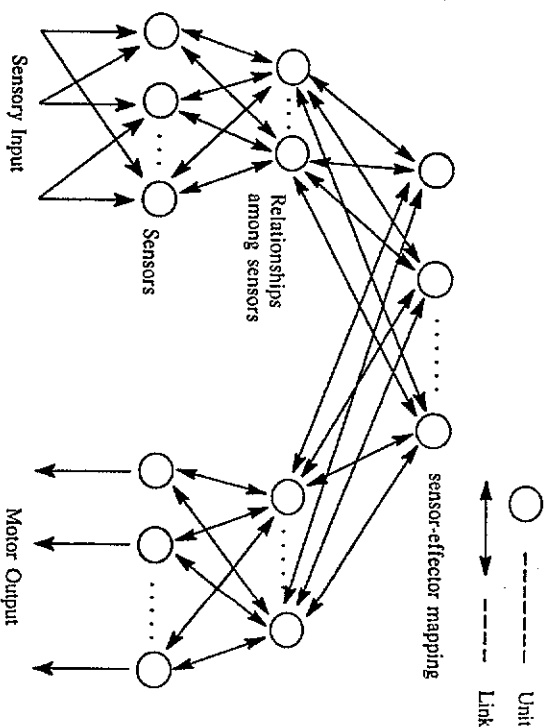 Unit
Link
sensor-effector mapping
Relationships
among sensors
Sensors
Sensory Input
Motor Output